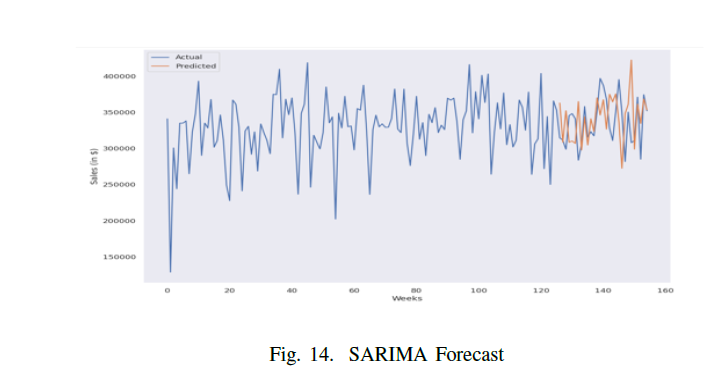 Actual
Predicted
400000
350000
300000
250000
200000
150000
Sales (in $)
0 20 40 60 80 100 120 140 160
Weeks
Fig. 14. SARIMA Forecast